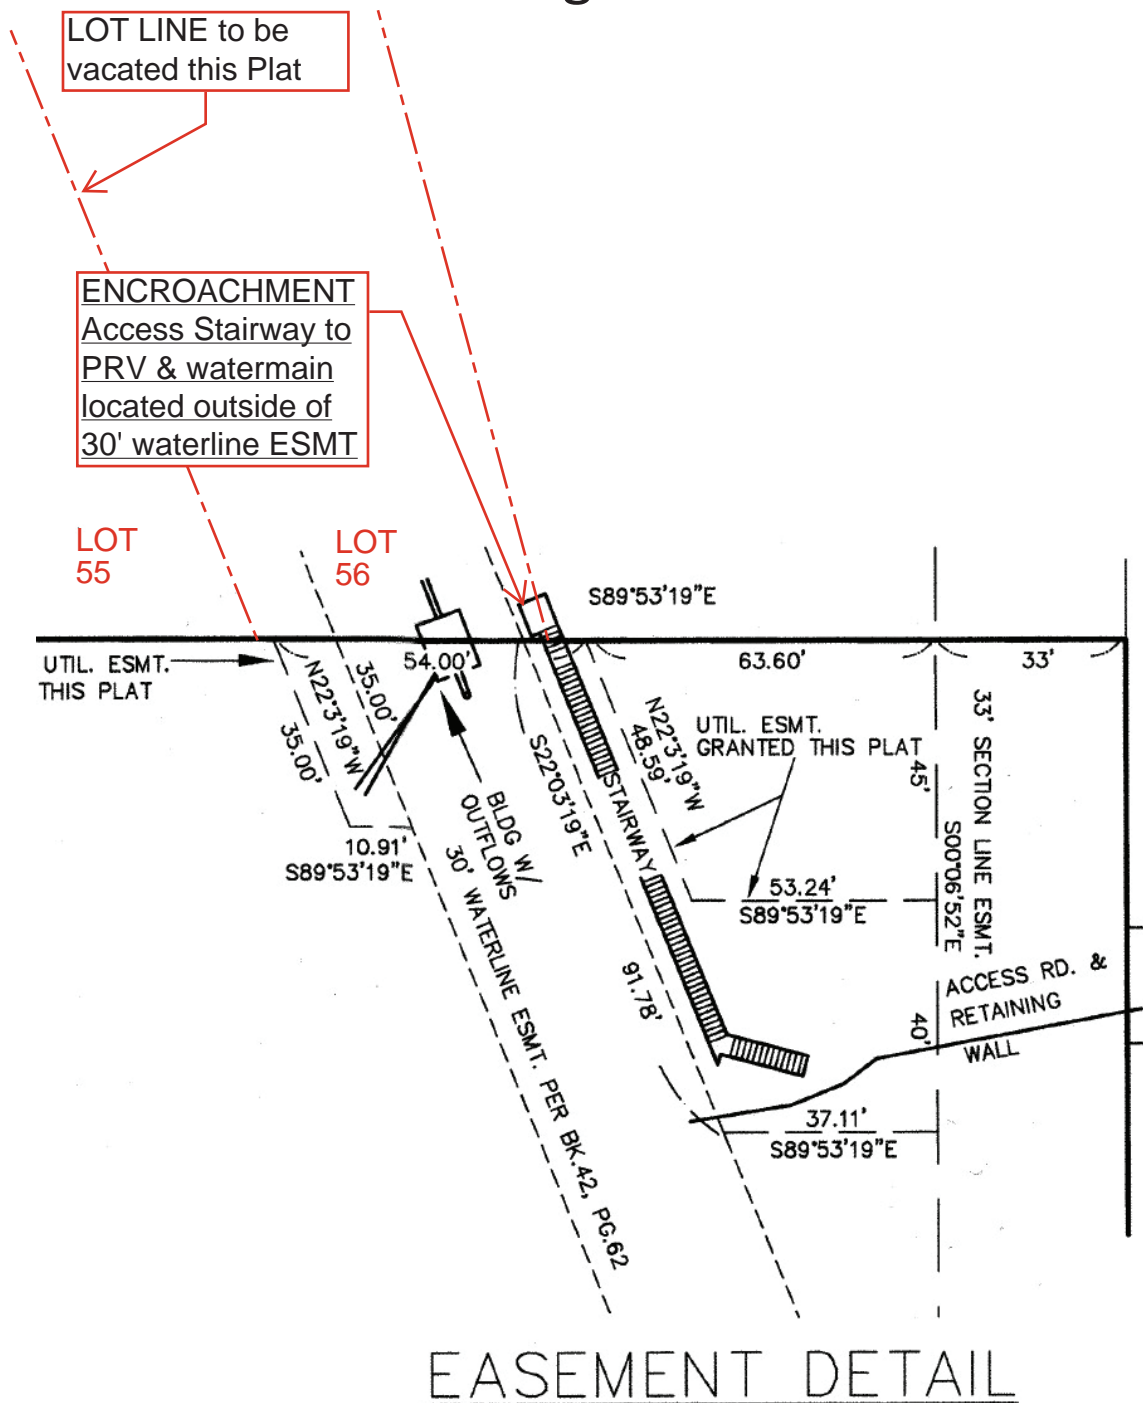 LOT LINE to be
vacated this Plat
ENCROACHMENT
Access Stairway to
PRV & watermain
located outside of
30' waterline ESMT
LOT
55
LOT
56
S89°53'19"E
UTIL. ESMT.
THIS PLAT
54.00'
63.60'
33'
N22°3'19"W
35.00'
35.00'
10.91'
S89°53'19"E
BLDG W/
OUTFLOWS
30' WATERLINE ESMT. PER BK.42, PG.62
S22°03'19"E
91.78'
STAIRWAY
N22°3'19"W
48.59'
UTIL. ESMT.
GRANTED THIS PLAT
53.24'
S89°53'19"E
45'
S00°06'52"E
33' SECTION LINE ESMT.
40'
ACCESS RD. &
RETAINING
WALL
37.11'
S89°53'19"E
EASEMENT DETAIL